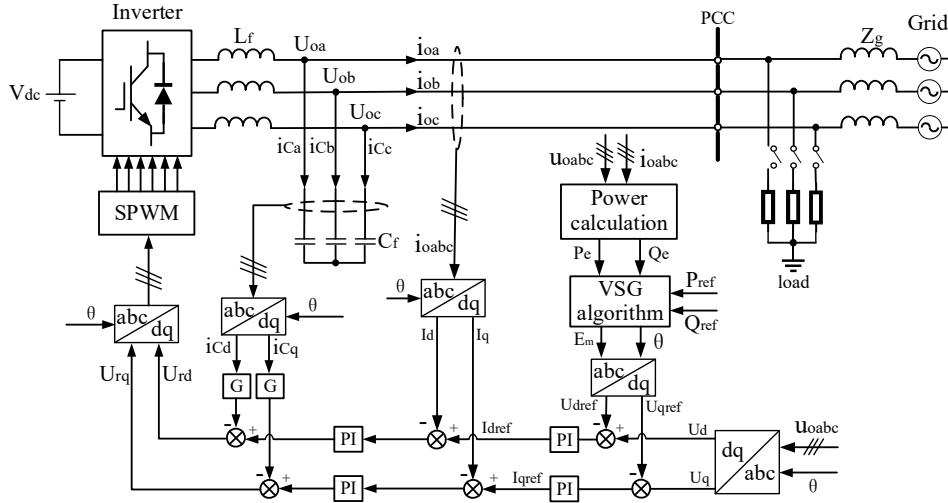 Inverter
PCC
Grid
Lf
Uoa
ioa
Zg
Vdc
Uob
iob
Uoc
ioc
iCa
iCb
iCc
uoabc
ioabc
SPWM
Power
calculation
Cf
ioabc
Pe
Qe
load
θ
abc
dq
abc
dq
θ
θ
abc
dq
VSG
algorithm
Pref
Qref
iCd
iCq
Id
Iq
Em
θ
Urq
Urd
G
G
abc
dq
Udref
Uqref
- + PI - + Idref PI - + Ud
dq
abc
uoabc
θ
- + PI - + Iqref PI - + Uq